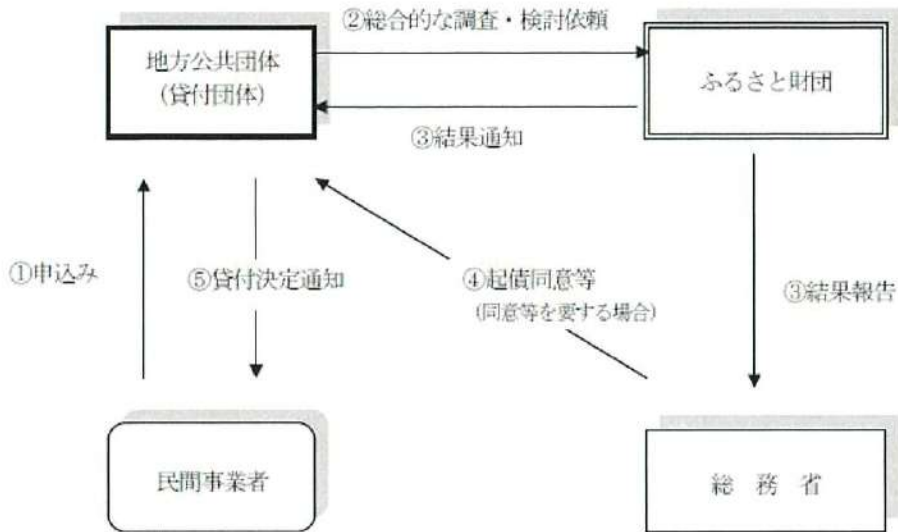 ②総合的な調査・検討依頼
地方公共団体
(貸付団体)
ふるさと財団
③結果通知
①申込み
⑤貸付決定通知
④起債同意等
(同意等を要する場合)
③結果報告
民間事業者
総 務 省